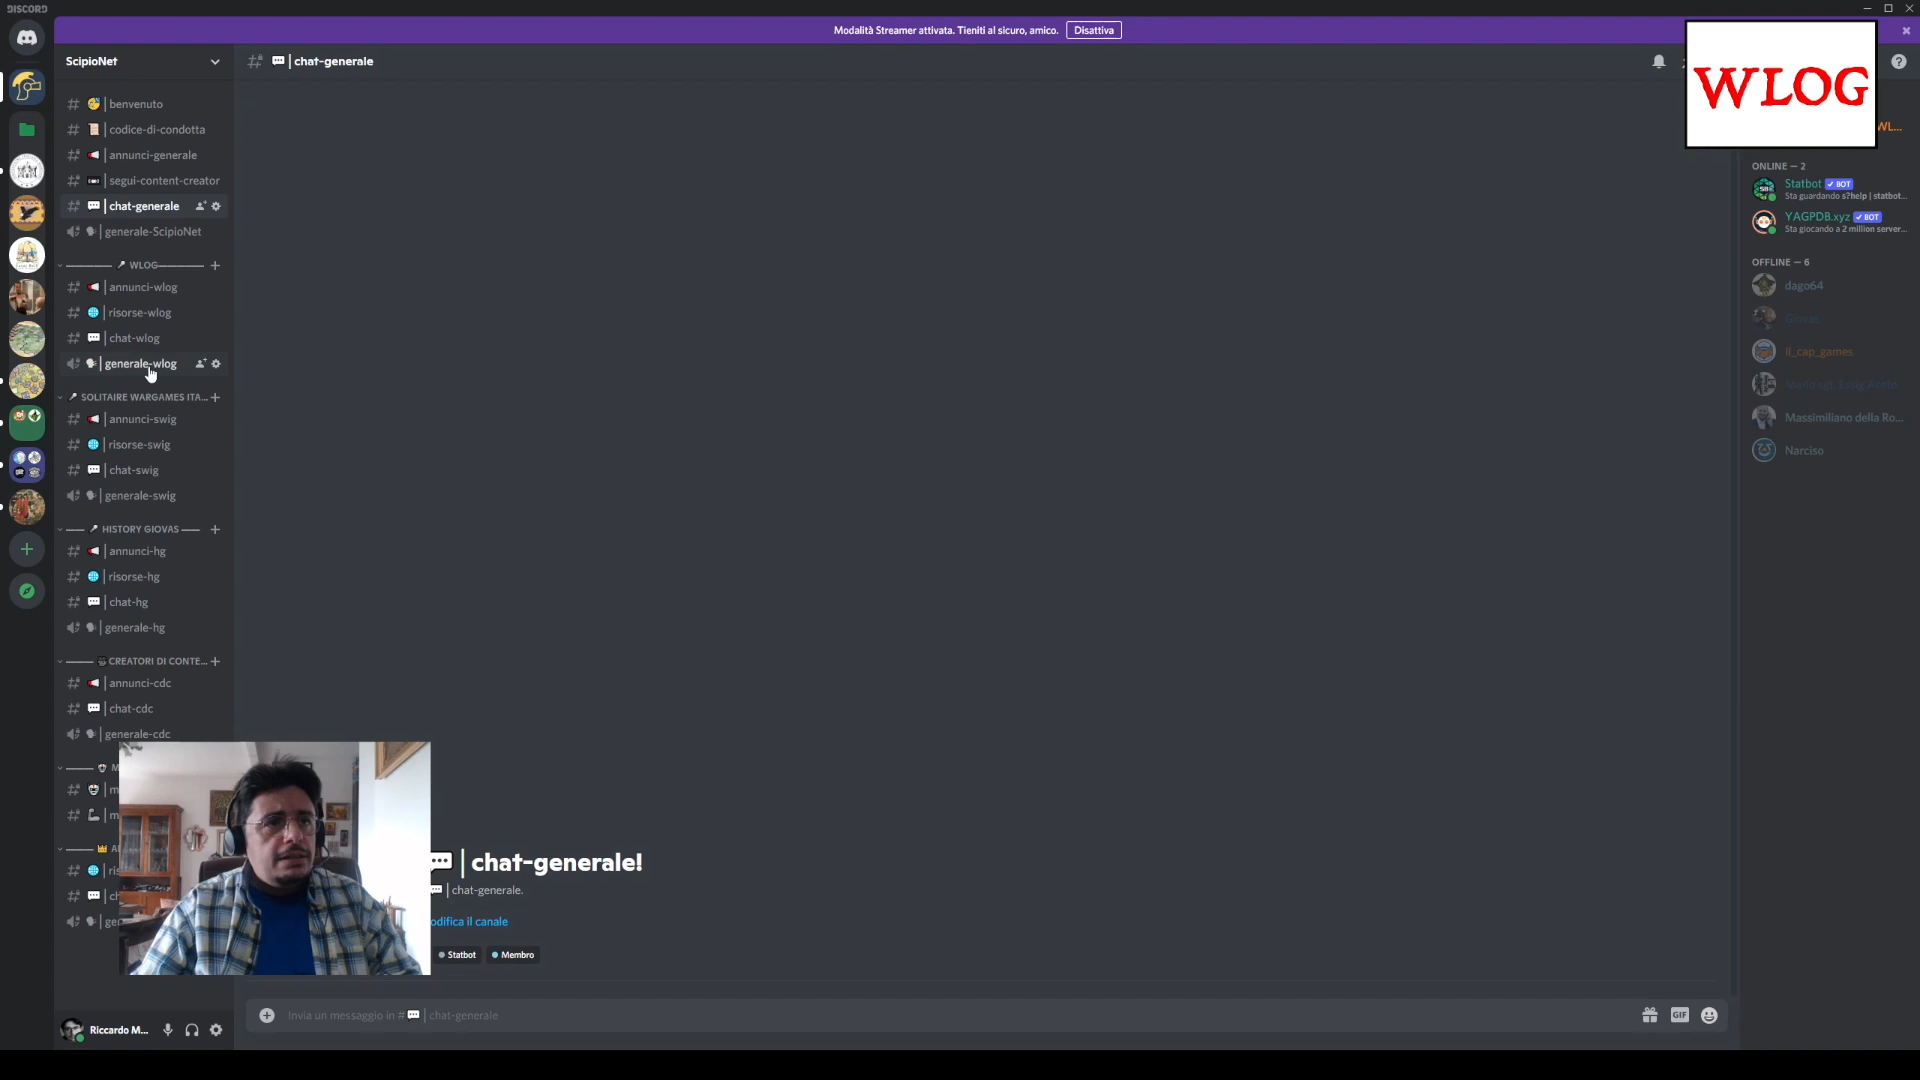 DISCORD
Modalità Streamer attivata. Tieniti al sicuro, amico.
Disattiva
WLOG
ScipioNet
chat-generale
benvenuto
codice-di-condotta
annunci-generale
segui-content-creator
chat-generale
generale-ScipioNet
WLOG
annunci-wlog
risorse-wlog
chat-wlog
generale-wlog
SOLITAIRE WARGAMES ITA...
annunci-swig
risorse-swig
chat-swig
generale-swig
HISTORY GIOVAS
annunci-hg
risorse-hg
chat-hg
generale-hg
CREATORI DI CONTE...
annunci-cdc
chat-cdc
generale-cdc
chat-generale!
chat-generale.
odifica il canale
Statbot
Membro
Riccardo M...
Invia un messaggio in # chat-generale
GIF
WL...
ONLINE — 2
Statbot ✓ BOT
Sta guardando s?help | statbot...
YAGPDB.xyz ✓ BOT
Sta giocando a 2 million server...
OFFLINE — 6
dago64
Giovas
Il_cap_games
Massimiliano della Ro...
Narciso